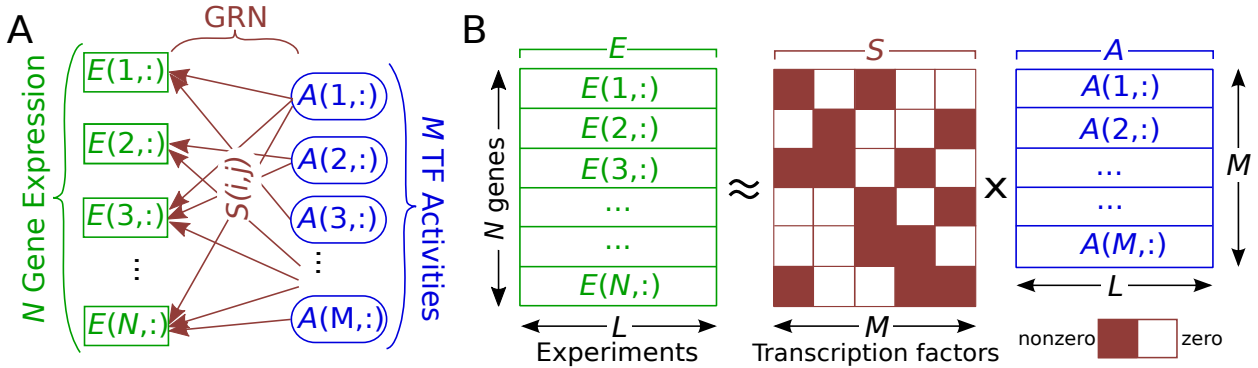 A
GRN
N Gene Expression
E(1,:)
E(2,:)
E(3,:)
...
E(N,:)
S(i,j)
A(1,:)
A(2,:)
A(3,:)
...
A(M,:)
M TF Activities
B
E
N genes
E(1,:)
E(2,:)
E(3,:)
...
...
E(N,:)
L
Experiments
≈
S
M
Transcription factors
×
A
A(1,:)
A(2,:)
...
...
A(M,:)
M
L
nonzero
zero